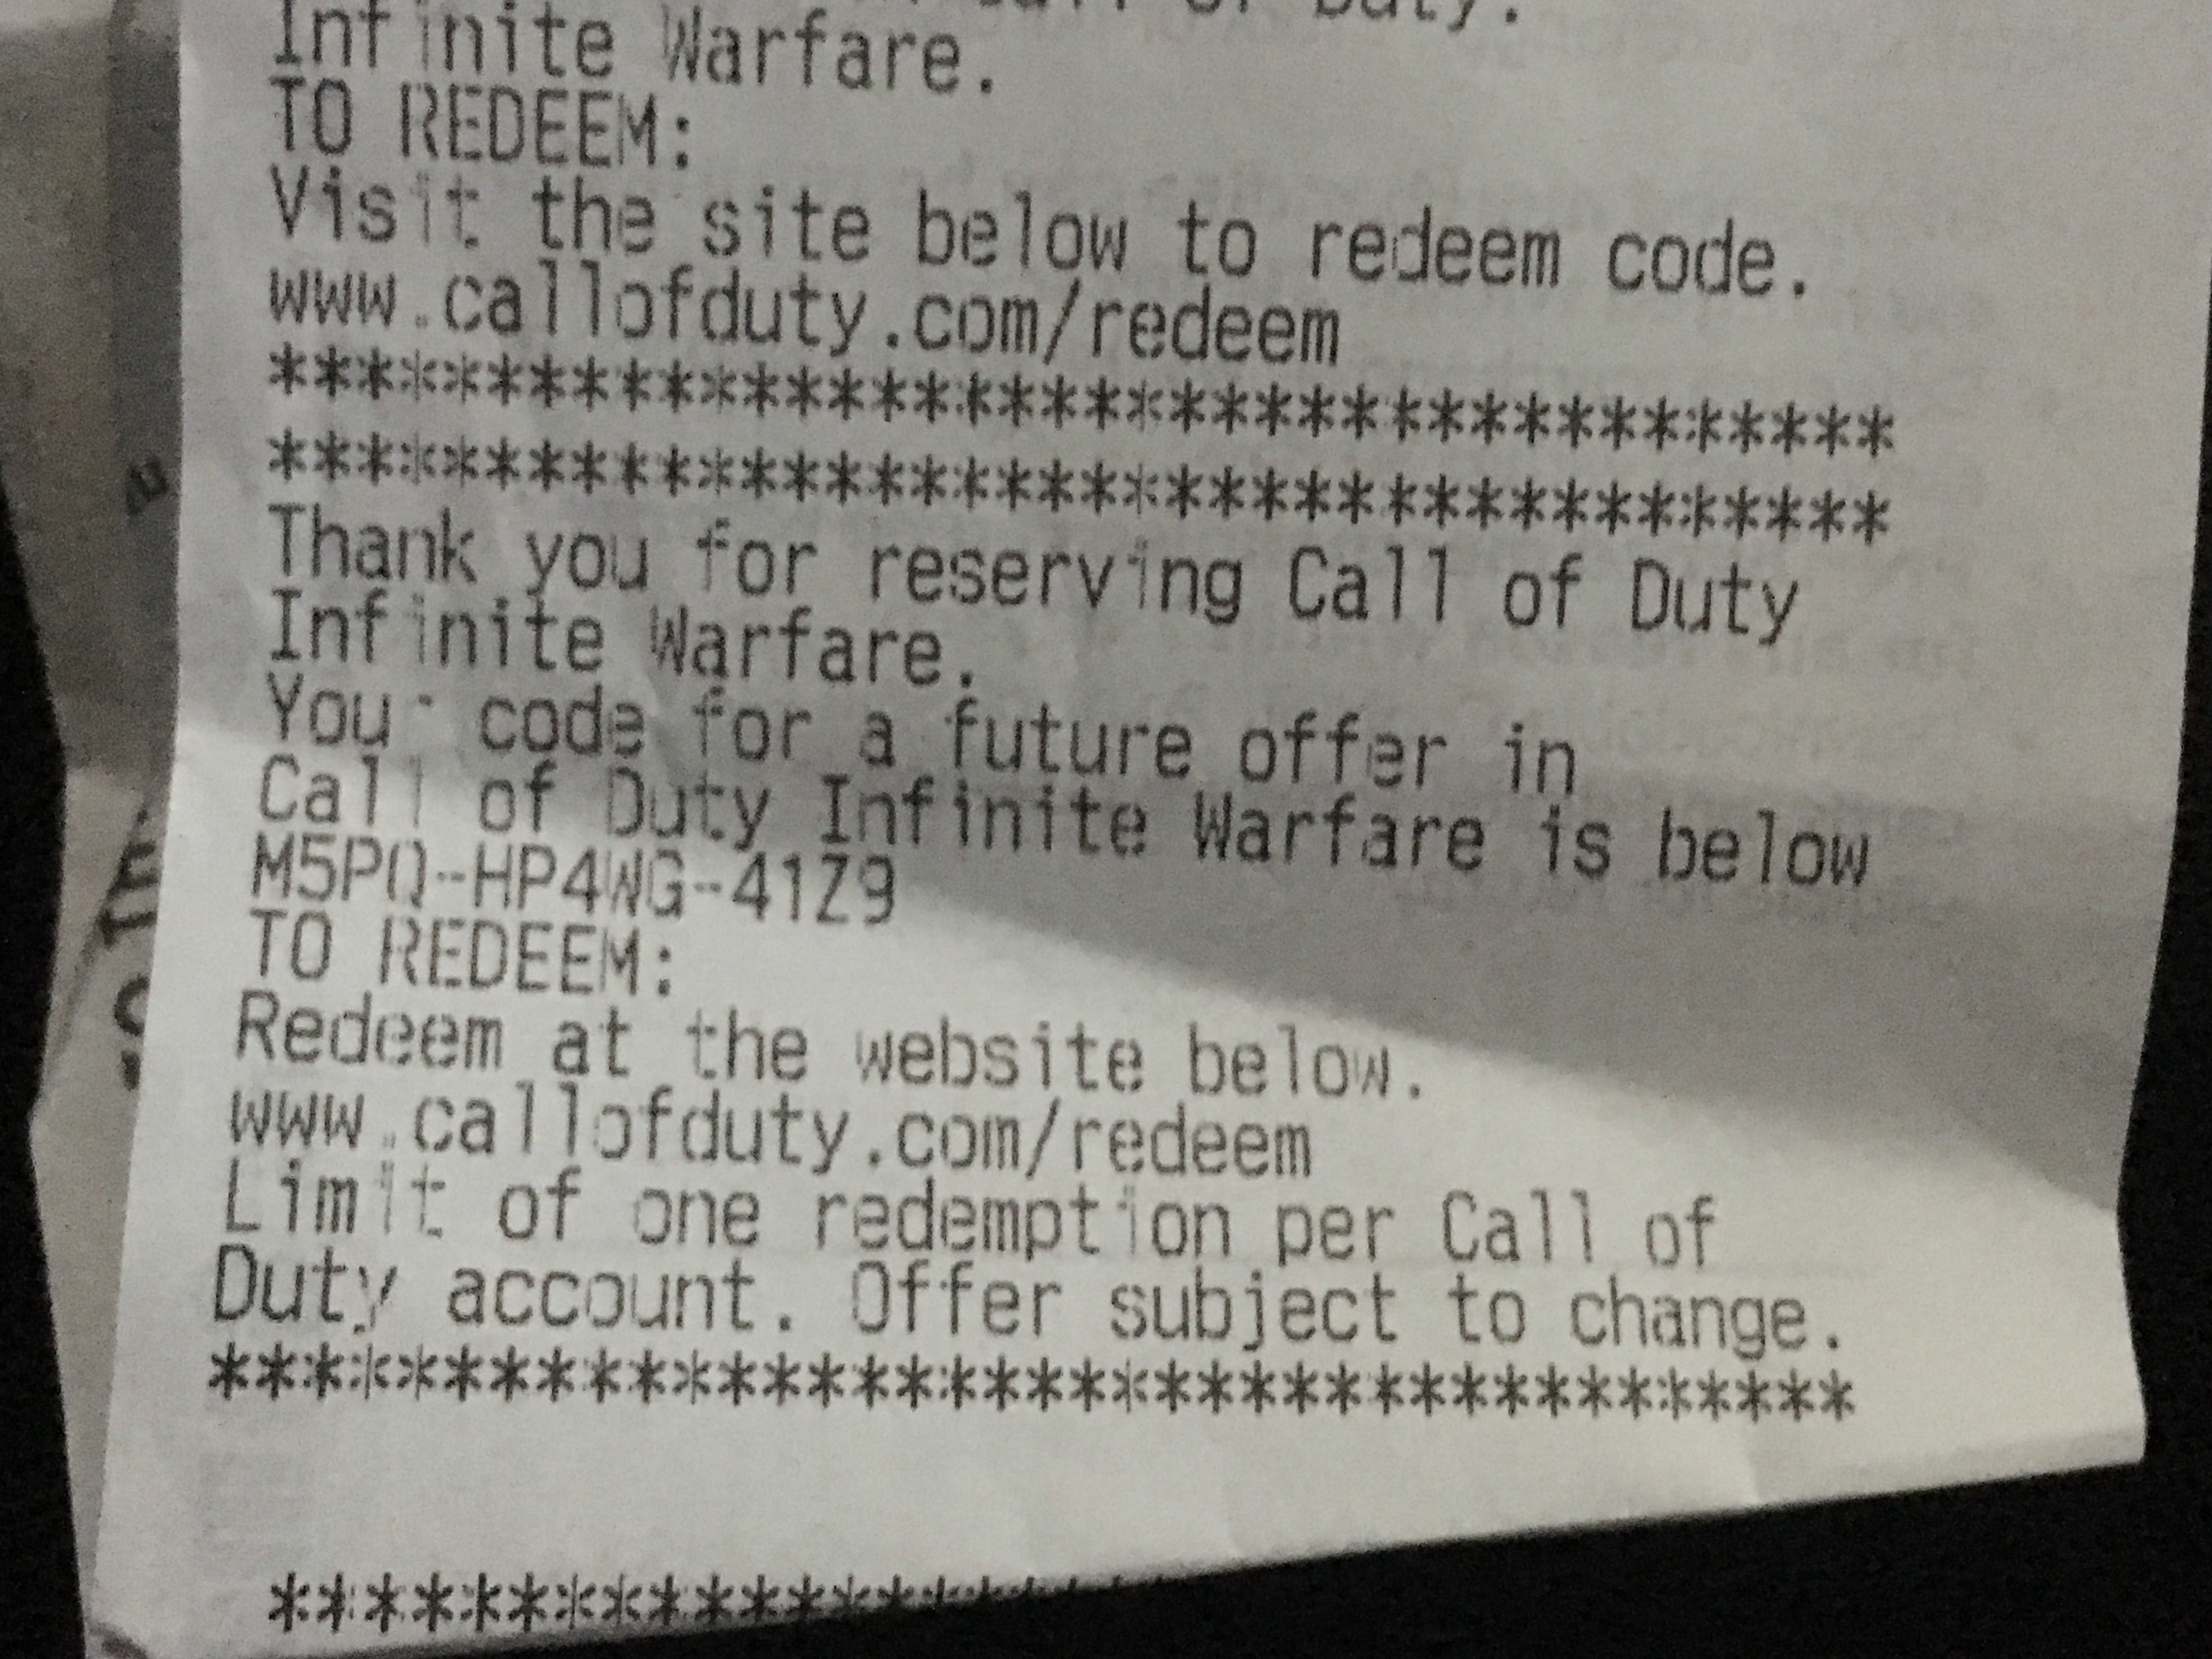 of Duty.
Infinite Warfare.
TO REDEEM:
Visit the site below to redeem code.
www.callofduty.com/redeem
**************************************
**************************************
Thank you for reserving Call of Duty
Infinite Warfare.
Your code for a future offer in
Call of Duty Infinite Warfare is below
M5PQ-HP4WG-41Z9
TO REDEEM:
Redeem at the website below.
www.callofduty.com/redeem
Limit of one redemption per Call of
Duty account. Offer subject to change.
**************************************
********************